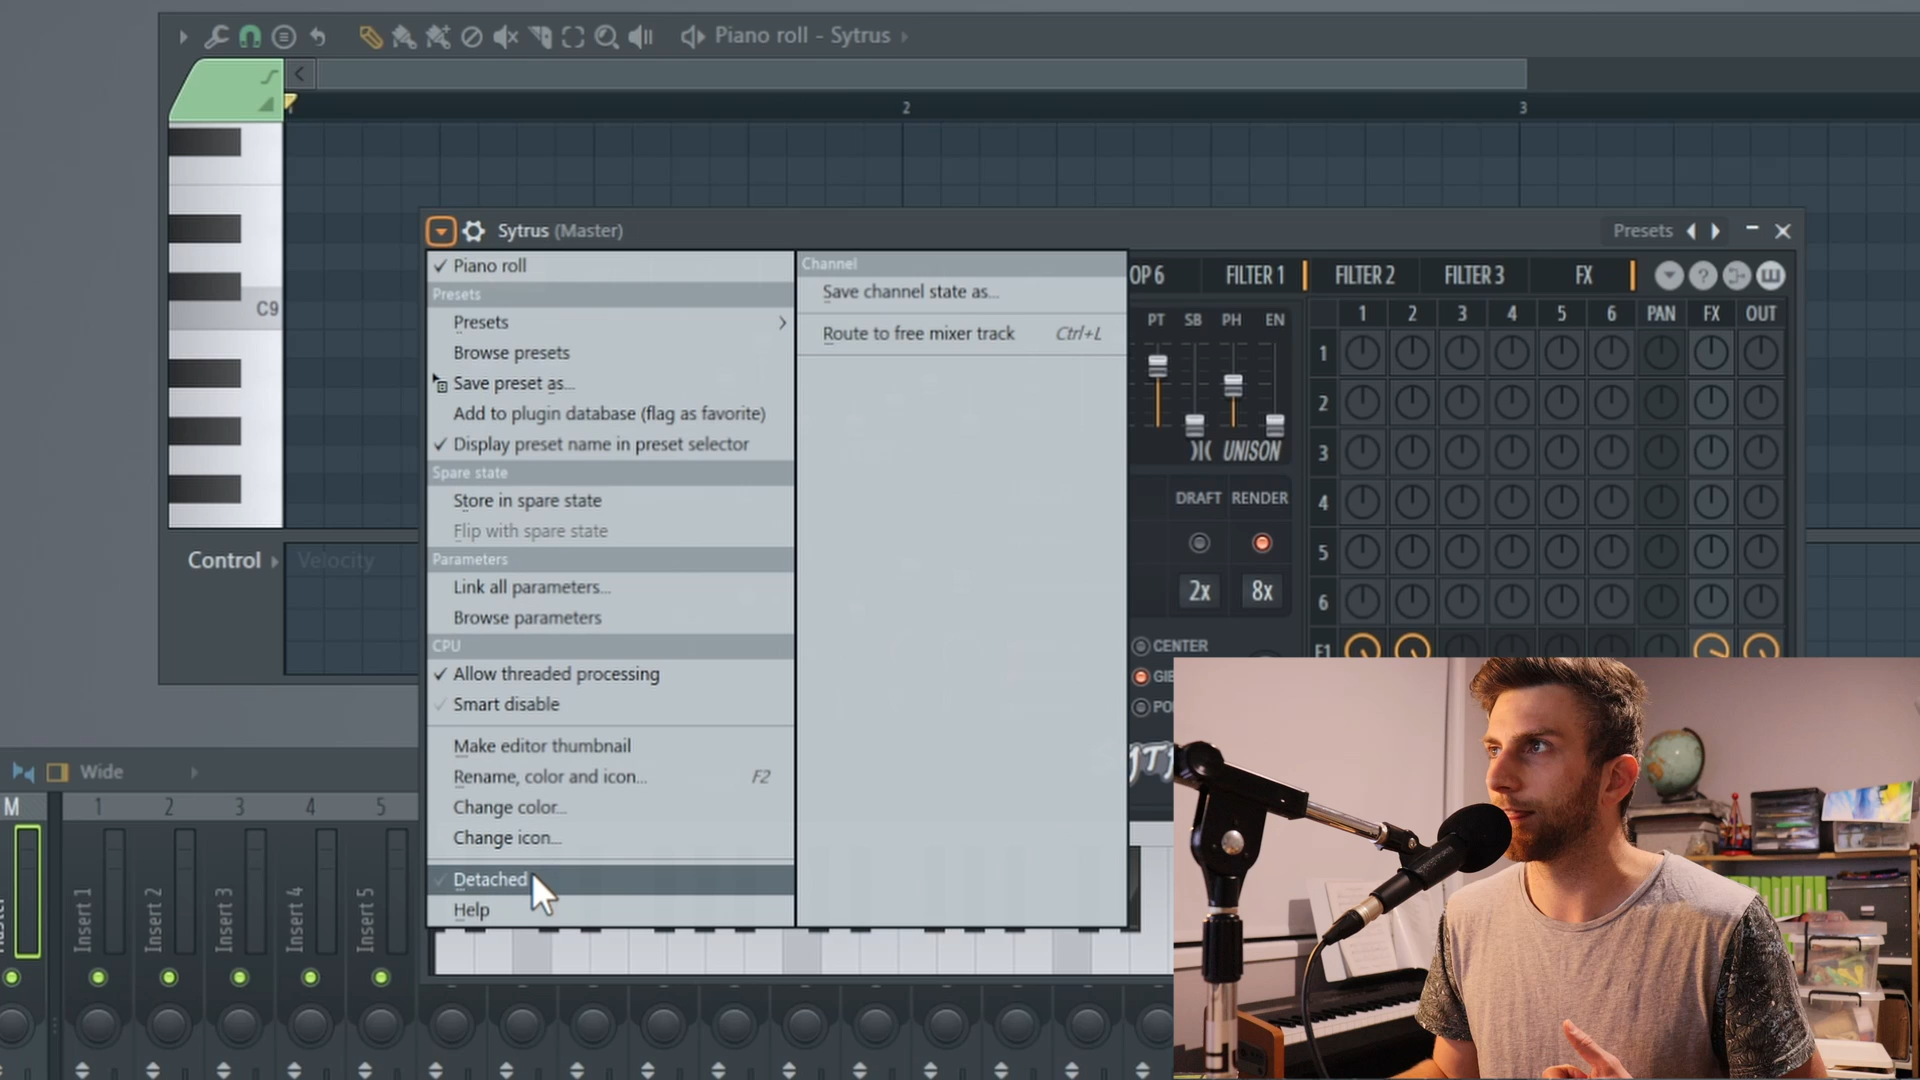 Piano roll - Sytrus
2
3
C9
Control
Velocity
Sytrus (Master)
Presets
Piano roll
Presets
Presets
Browse presets
Save preset as...
Add to plugin database (flag as favorite)
Display preset name in preset selector
Spare state
Store in spare state
Flip with spare state
Parameters
Link all parameters...
Browse parameters
CPU
Allow threaded processing
Smart disable
Make editor thumbnail
Rename, color and icon... F2
Change color...
Change icon...
Detached
Help
Channel
Save channel state as...
Route to free mixer track Ctrl+L
OP 6 FILTER 1 FILTER 2 FILTER 3 FX
PT SB PH EN
UNISON
DRAFT RENDER
2x 8x
CENTER
1 2 3 4 5 6 PAN FX OUT
1
2
3
4
5
6
F1
Wide
M 1 2 3 4 5
Insert 1
Insert 2
Insert 3
Insert 4
Insert 5